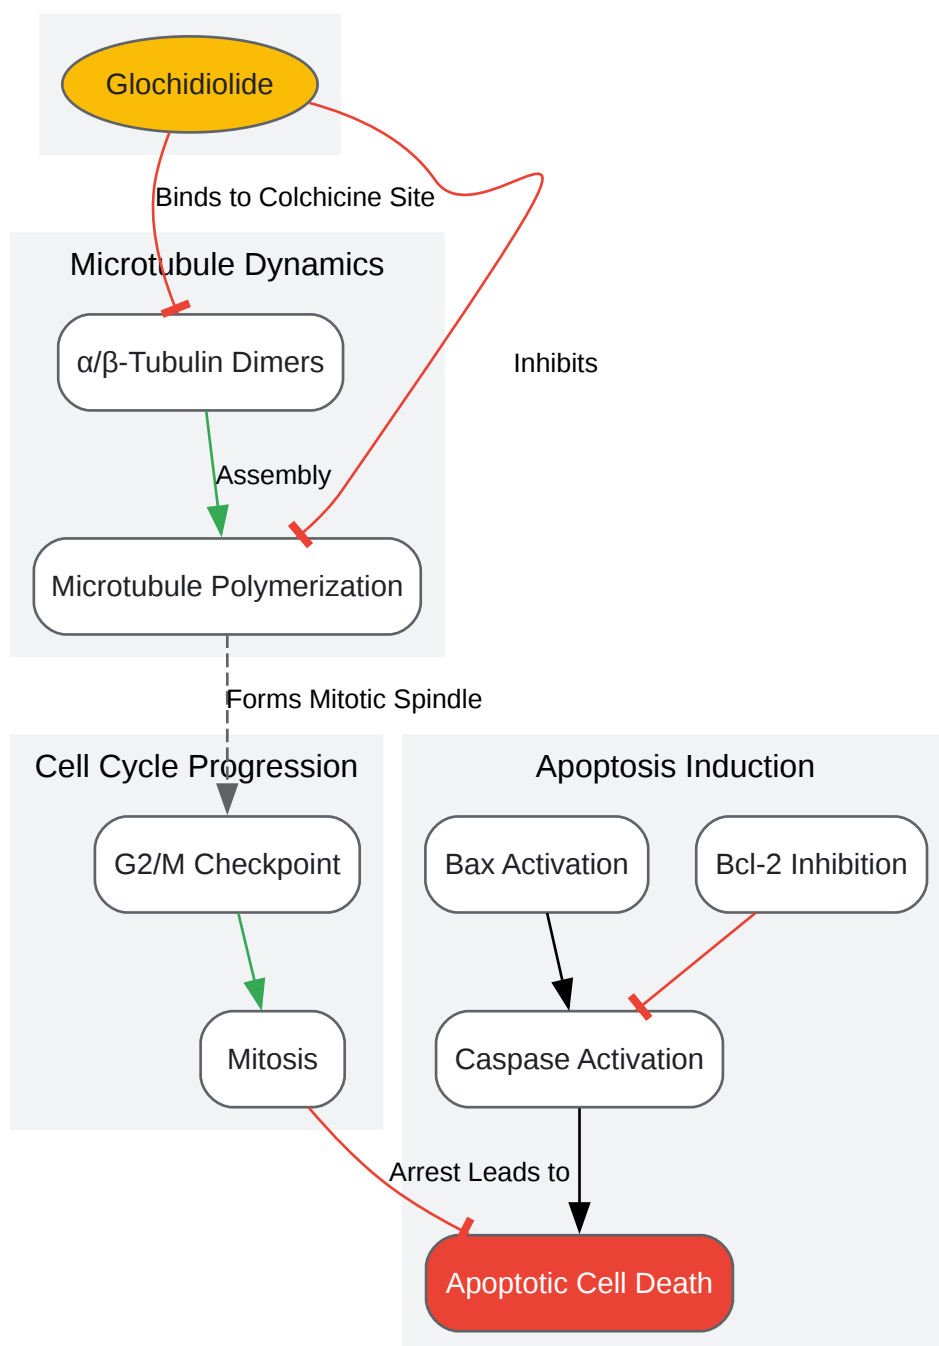 Glochidiolide
Binds to Colchicine Site
Microtubule Dynamics
α/β-Tubulin Dimers
Inhibits
Assembly
Microtubule Polymerization
Forms Mitotic Spindle
Cell Cycle Progression
Apoptosis Induction
G2/M Checkpoint
Bax Activation
Bcl-2 Inhibition
Mitosis
Caspase Activation
Arrest Leads to
Apoptotic Cell Death